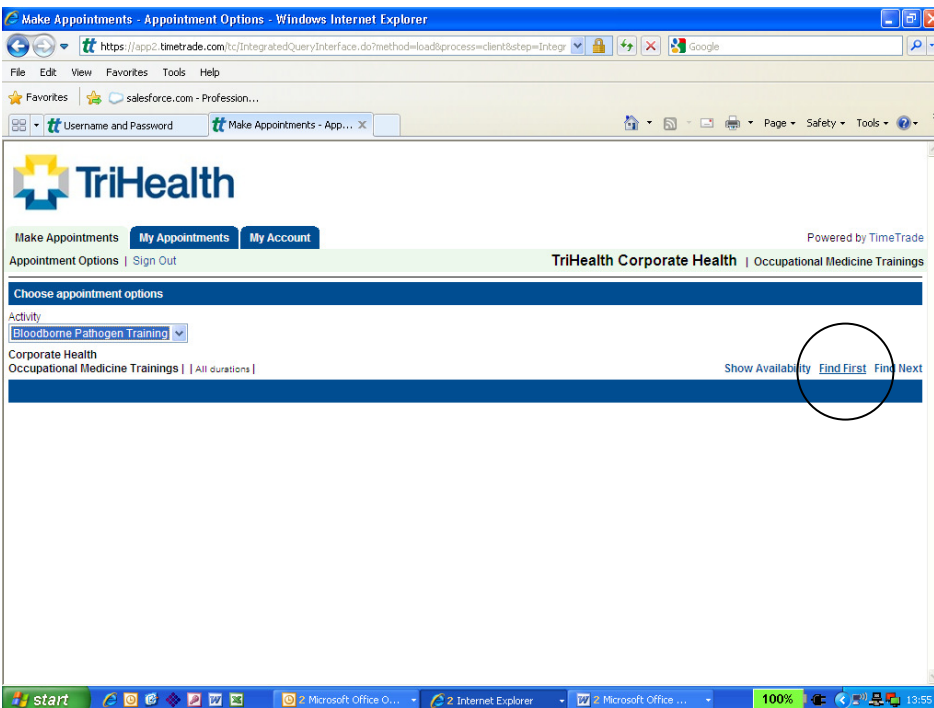 Make Appointments - Appointment Options - Windows Internet Explorer
https://app2.timetrade.com/tc/IntegratedQueryInterface.do?method=load&process=client&step=Integr
Google
File Edit View Favorites Tools Help
Favorites salesforce.com - Profession...
Username and Password Make Appointments - App... X Page Safety Tools
TriHealth
Make Appointments My Appointments My Account Powered by TimeTrade
Appointment Options | Sign Out TriHealth Corporate Health | Occupational Medicine Trainings
Choose appointment options
Activity
Bloodborne Pathogen Training
Corporate Health
Occupational Medicine Trainings | | All durations | Show Availability Find First Find Next
start 2 Microsoft Office O... 2 Internet Explorer 2 Microsoft Office ... 100% 13:55